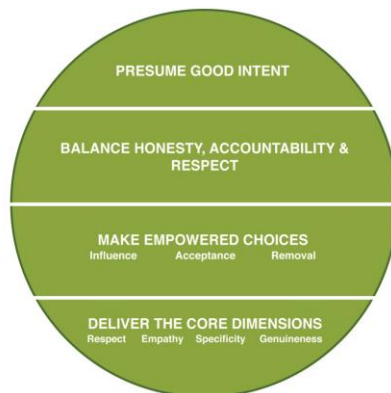 PRESUME GOOD INTENT
BALANCE HONESTY, ACCOUNTABILITY &
RESPECT
MAKE EMPOWERED CHOICES
Influence Acceptance Removal
DELIVER THE CORE DIMENSIONS
Respect Empathy Specificity Genuineness